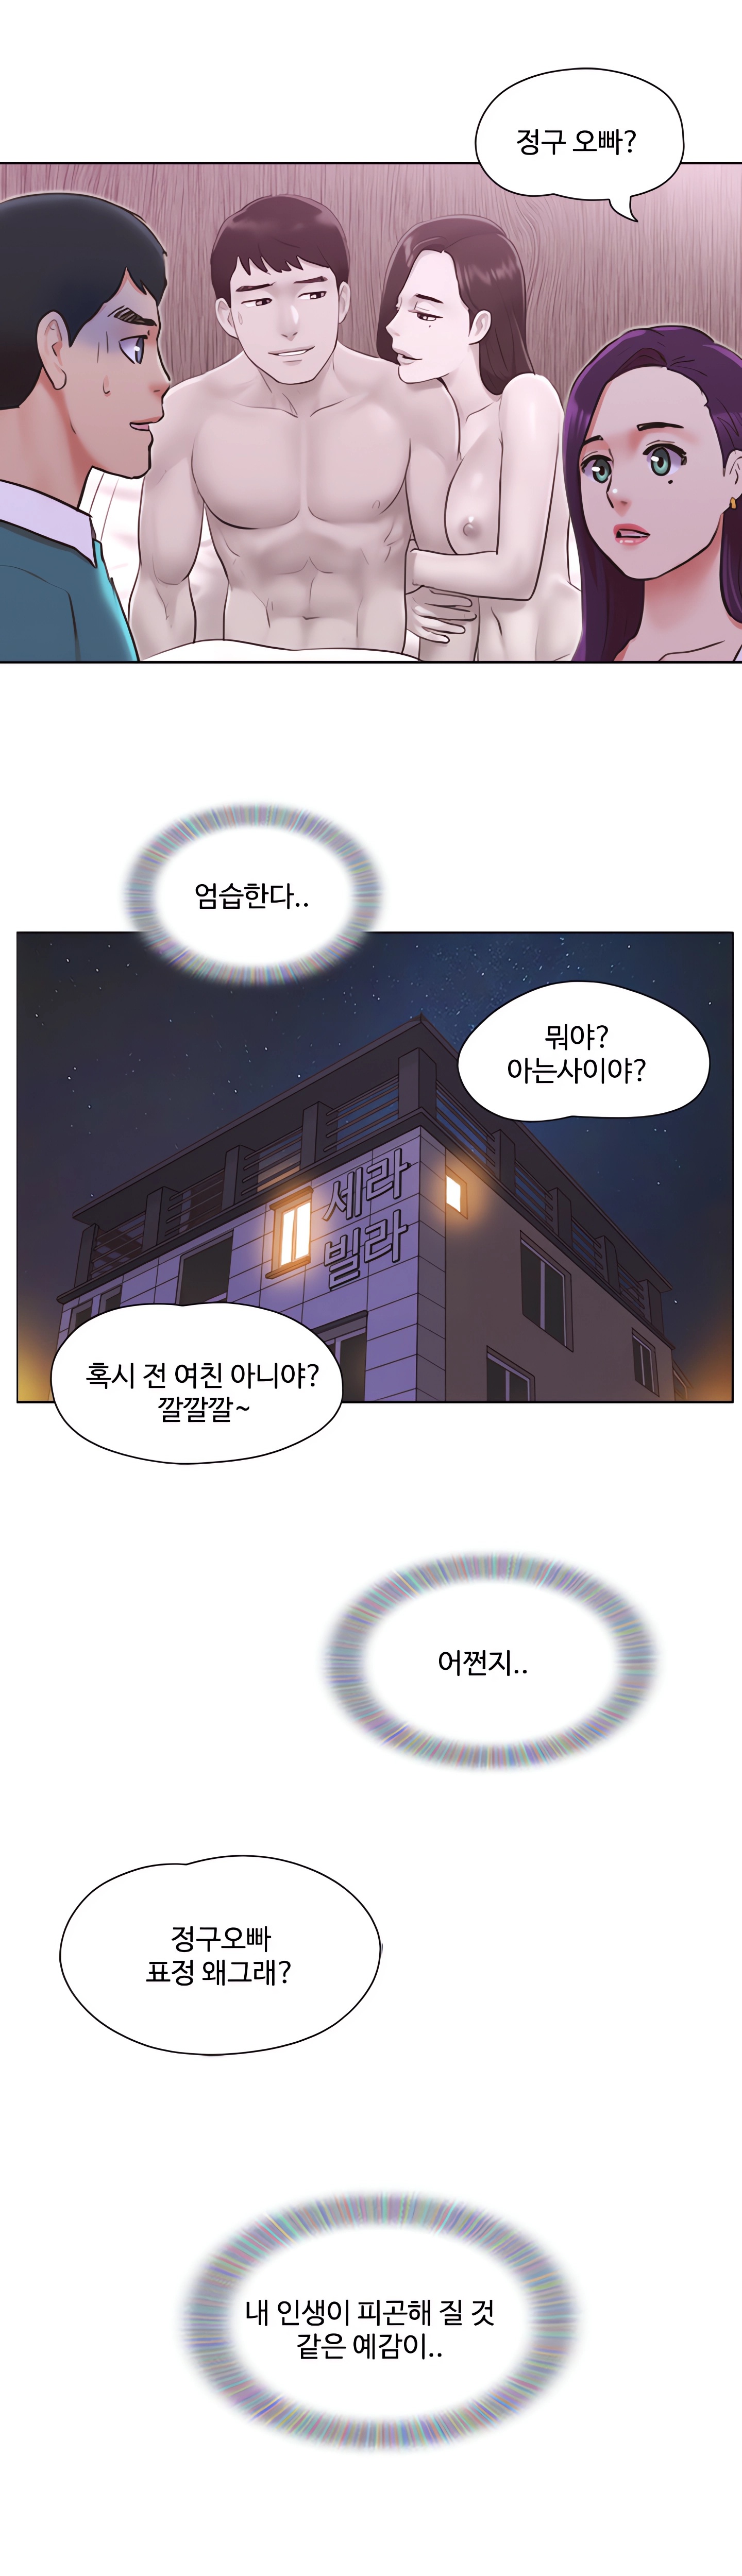 정구 오빠?
엄습한다..
뭐야?
아는사이야?
세라
빌라
혹시 전 여친 아니야?
깔깔깔~
어쩐지..
정구오빠
표정 왜그래?
내 인생이 피곤해 질 것
같은 예감이..